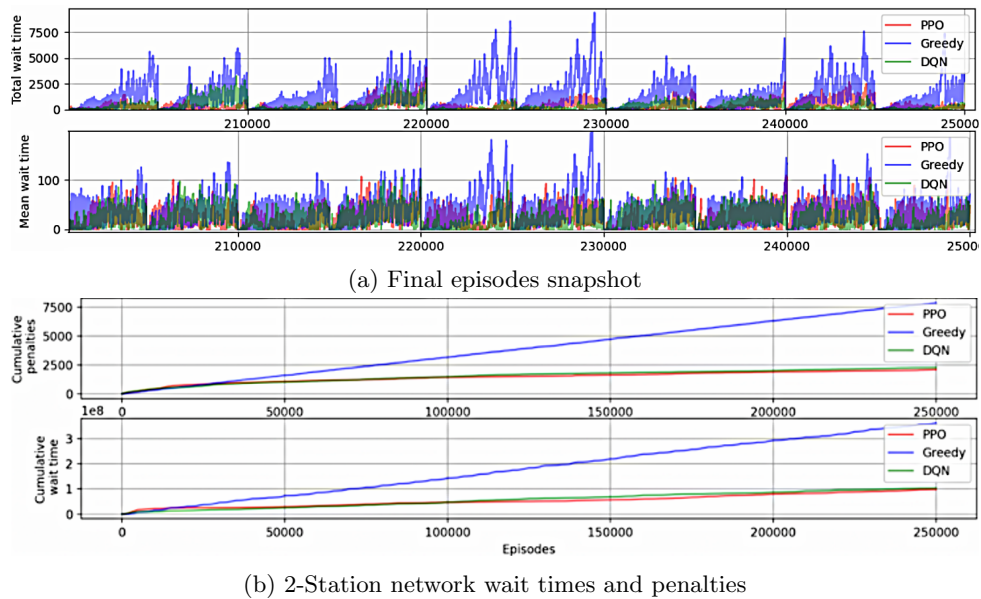 Total wait time
7500
5000
2500
0
PPO
Greedy
DQN
210000
220000
230000
240000
25000
Mean wait time
100
0
PPO
Greedy
DQN
210000
220000
230000
240000
2500
(a) Final episodes snapshot
Cumulative
penalties
7500
5000
2500
0
PPO
Greedy
DQN
1e8
0
50000
100000
150000
200000
250000
Cumulative
wait time
3
2
1
0
PPO
Greedy
DQN
0
50000
100000
150000
200000
250000
Episodes
(b) 2-Station network wait times and penalties